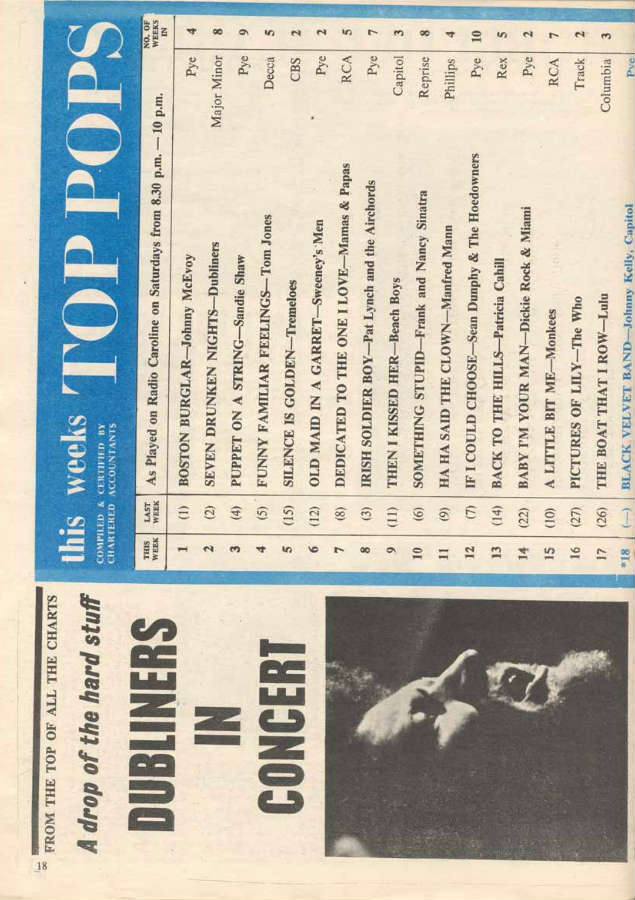 18
FROM THE TOP OF ALL THE CHARTS
A drop of the hard stuff
DUBLINERS
IN
CONCERT
this weeks TOP POPS
COMPILED & CERTIFIED BY
CHARTERED ACCOUNTANTS
THIS WEEK LAST WEEK As Played on Radio Caroline on Saturdays from 8.30 p.m. — 10 p.m. NO. OF WEEKS IN
1 (1) BOSTON BURGLAR—Johnny McEvoy Pye 4
2 (2) SEVEN DRUNKEN NIGHTS—Dubliners Major Minor 8
3 (4) PUPPET ON A STRING—Sandie Shaw Pye 9
4 (5) FUNNY FAMILIAR FEELINGS—Tom Jones Decca 5
5 (15) SILENCE IS GOLDEN—Tremeloes CBS 2
6 (12) OLD MAID IN A GARRET—Sweeney's Men Pye 2
7 (8) DEDICATED TO THE ONE I LOVE—Mamas & Papas RCA 5
8 (3) IRISH SOLDIER BOY—Pat Lynch and the Airchords Pye 7
9 (11) THEN I KISSED HER—Beach Boys Capitol 3
10 (6) SOMETHING STUPID—Frank and Nancy Sinatra Reprise 8
11 (9) HA HA SAID THE CLOWN—Manfred Mann Phillips 4
12 (7) IF I COULD CHOOSE—Sean Dunphy & The Hoedowners Pye 10
13 (14) BACK TO THE HILLS—Patricia Cahill Rex 5
14 (22) BABY I'M YOUR MAN—Dickie Rock & Miami Pye 2
15 (10) A LITTLE BIT ME—Monkees RCA 7
16 (27) PICTURES OF LILY—The Who Track 2
17 (26) THE BOAT THAT I ROW—Lulu Columbia 3
*18 (—) BLACK VELVET BAND—Johnny Kelly, Capitol Pye